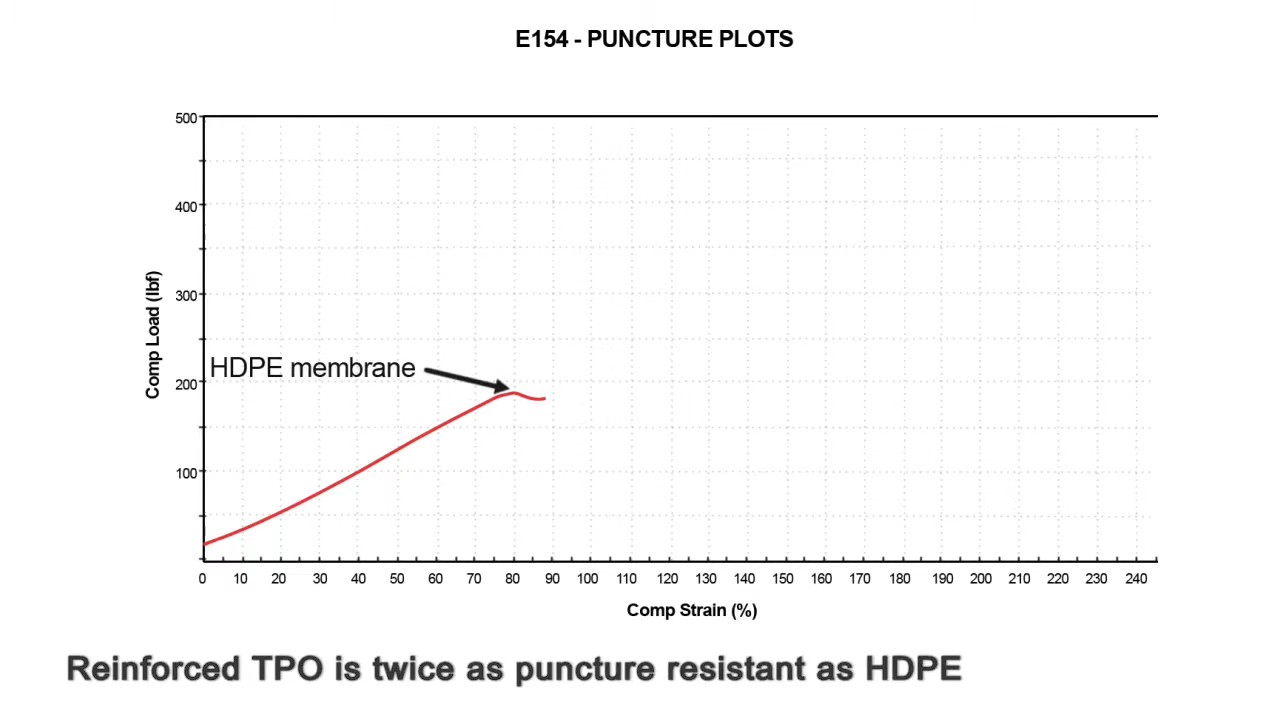 E154 - PUNCTURE PLOTS
500
400
300
200
100
Comp Load (lbf)
HDPE membrane
0 10 20 30 40 50 60 70 80 90 100 110 120 130 140 150 160 170 180 190 200 210 220 230 240
Comp Strain (%)
Reinforced TPO is twice as puncture resistant as HDPE